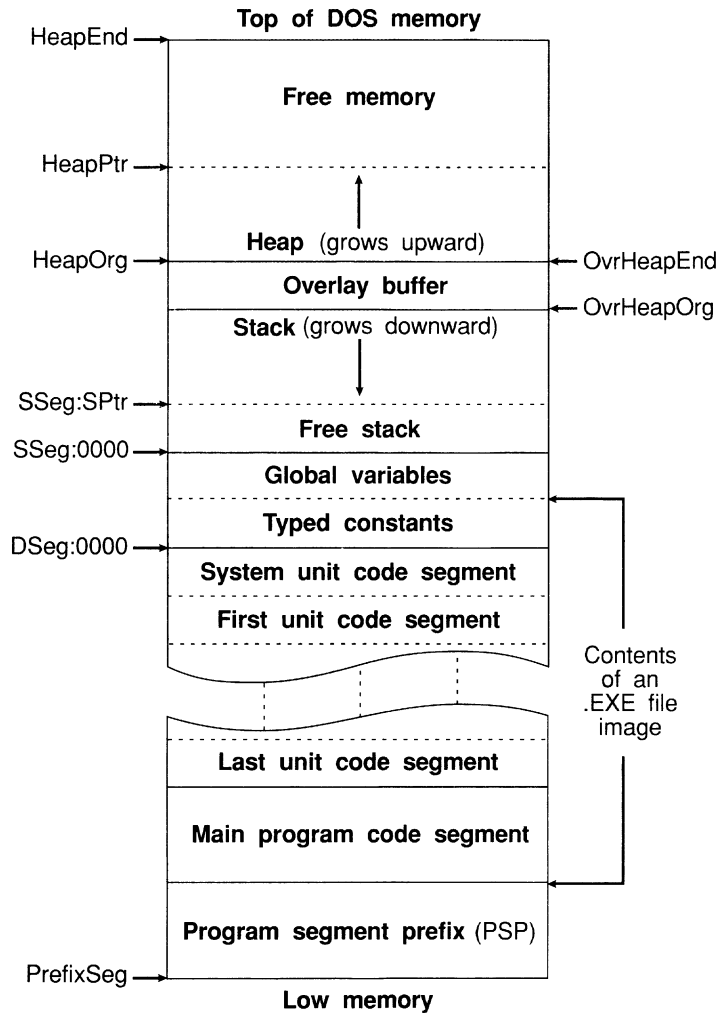 Top of DOS memory
HeapEnd
Free memory
HeapPtr
Heap (grows upward)
HeapOrg
OvrHeapEnd
Overlay buffer
OvrHeapOrg
Stack (grows downward)
SSeg:SPtr
Free stack
SSeg:0000
Global variables
Typed constants
DSeg:0000
System unit code segment
First unit code segment
Contents
of an
.EXE file
image
Last unit code segment
Main program code segment
Program segment prefix (PSP)
PrefixSeg
Low memory